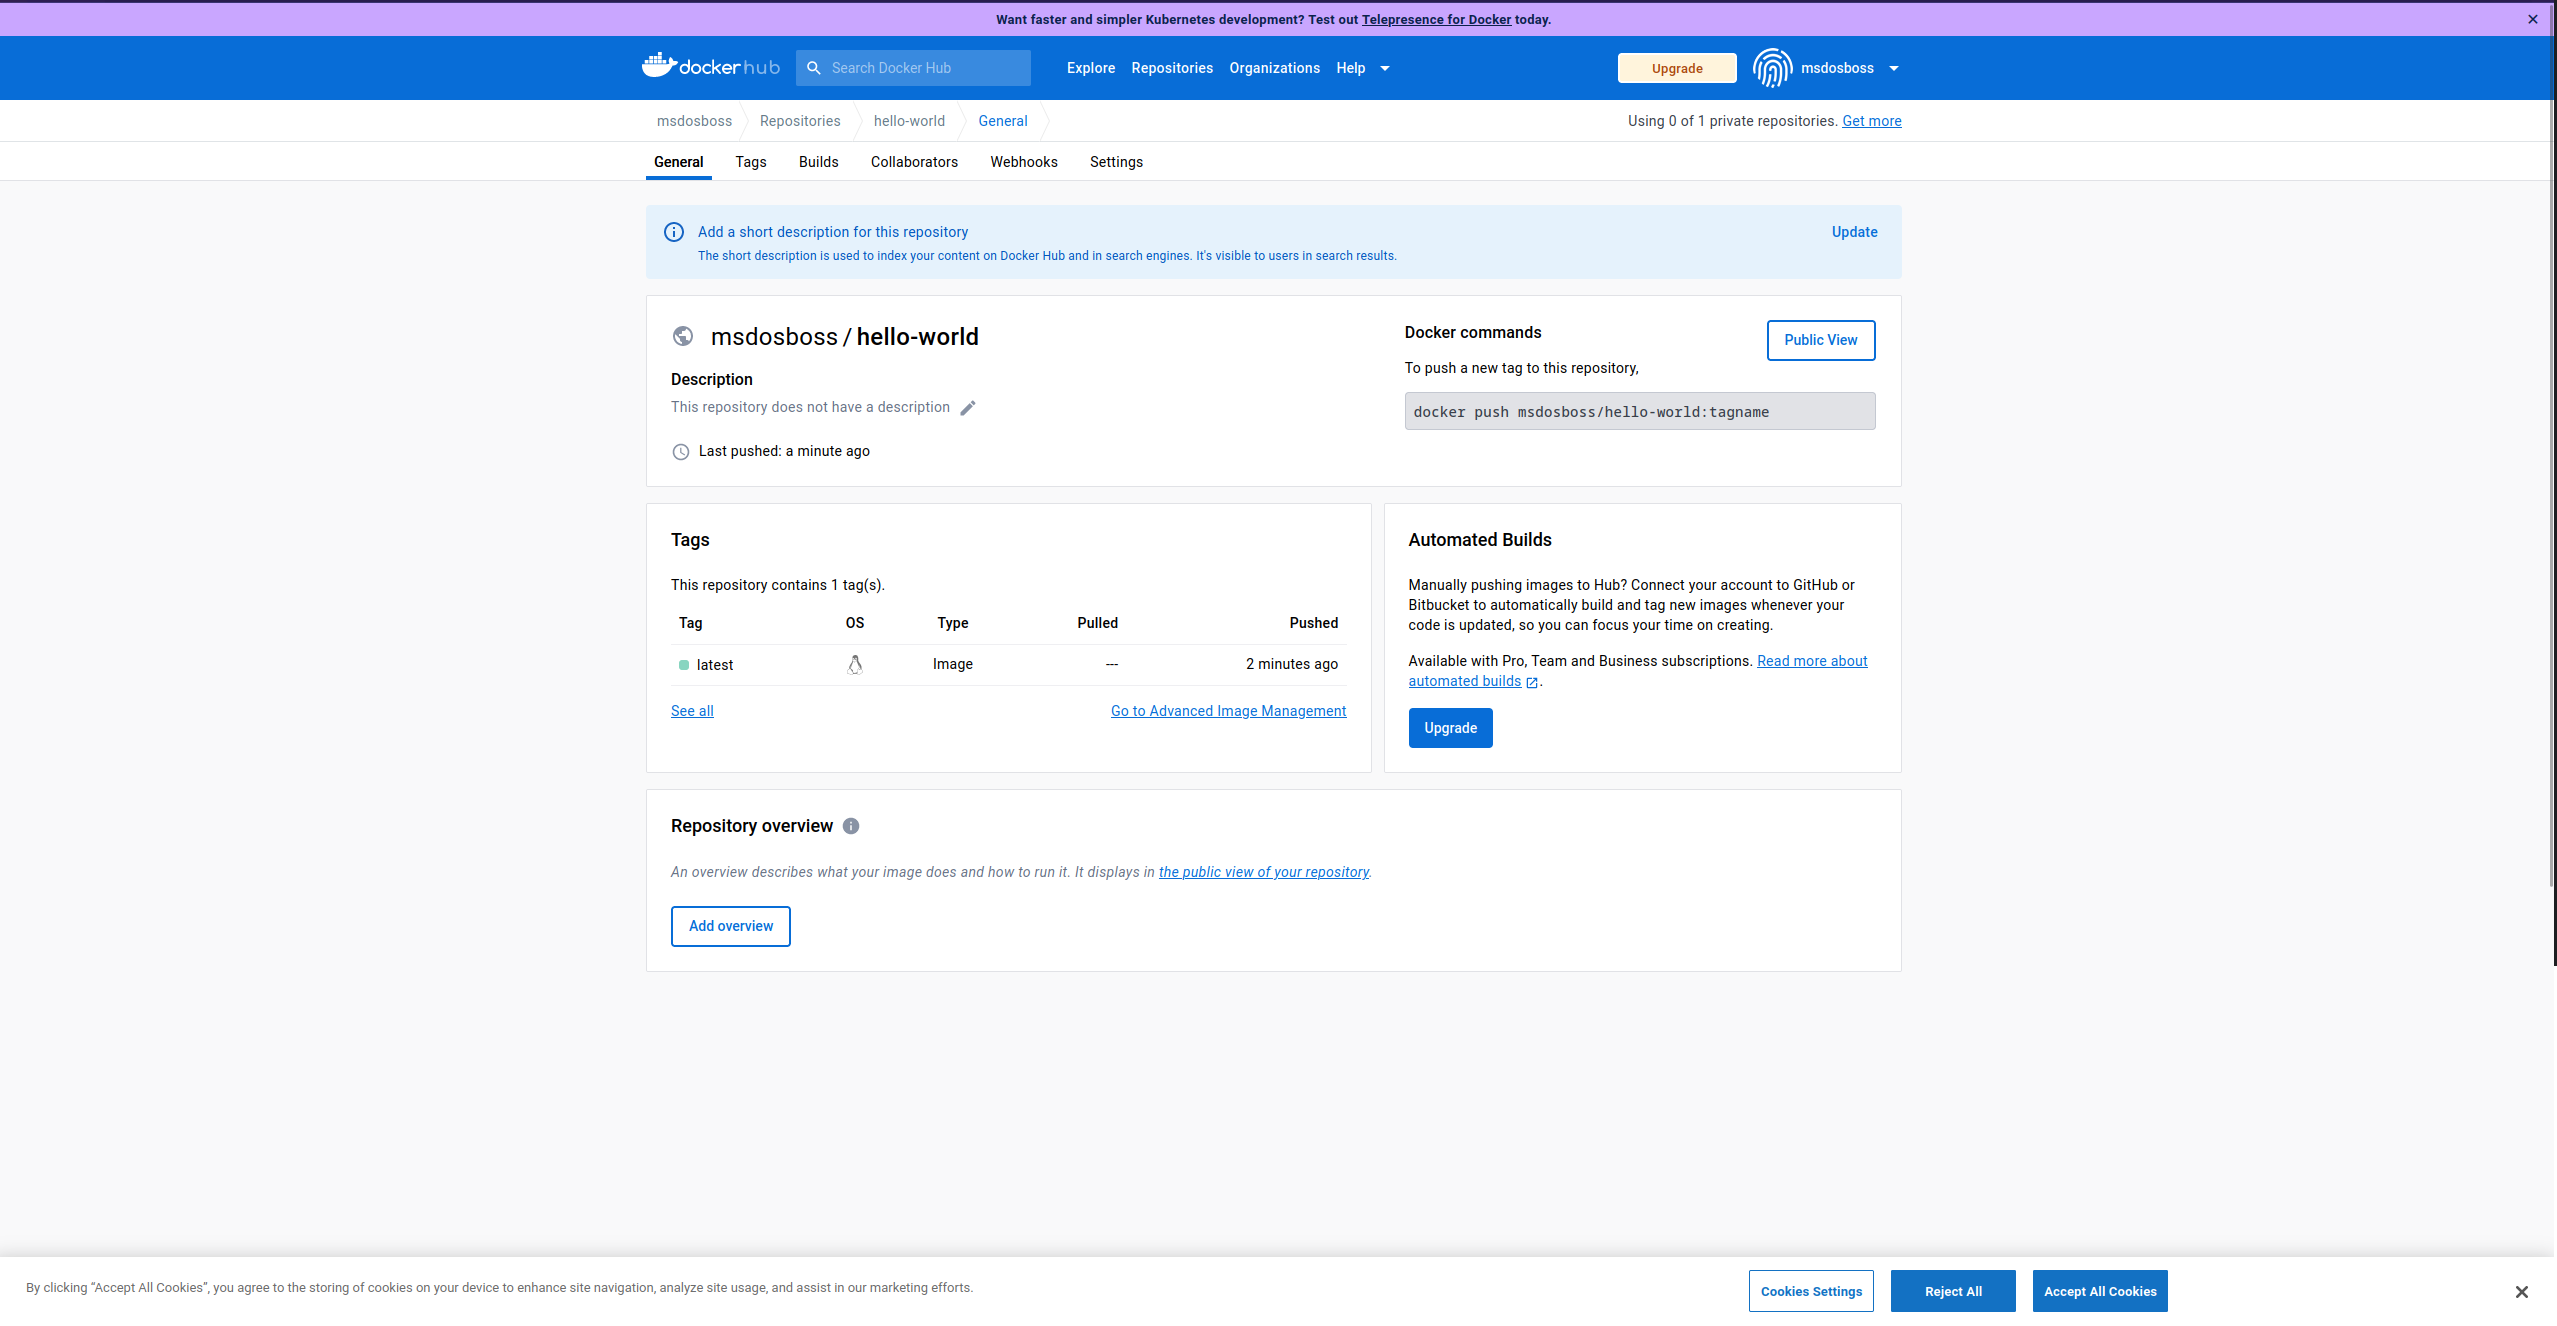 Want faster and simpler Kubernetes development? Test out Telepresence for Docker today.
dockerhub
Search Docker Hub
Explore
Repositories
Organizations
Help
Upgrade
msdosboss
msdosboss
Repositories
hello-world
General
Using 0 of 1 private repositories. Get more
General
Tags
Builds
Collaborators
Webhooks
Settings
Add a short description for this repository
Update
The short description is used to index your content on Docker Hub and in search engines. It's visible to users in search results.
msdosboss / hello-world
Description
This repository does not have a description
Last pushed: a minute ago
Docker commands
Public View
To push a new tag to this repository,
docker push msdosboss/hello-world:tagname
Tags
This repository contains 1 tag(s).
Tag OS Type Pulled Pushed
latest Image --- 2 minutes ago
See all
Go to Advanced Image Management
Automated Builds
Manually pushing images to Hub? Connect your account to GitHub or
Bitbucket to automatically build and tag new images whenever your
code is updated, so you can focus your time on creating.
Available with Pro, Team and Business subscriptions. Read more about
automated builds .
Upgrade
Repository overview
An overview describes what your image does and how to run it. It displays in the public view of your repository.
Add overview
By clicking “Accept All Cookies”, you agree to the storing of cookies on your device to enhance site navigation, analyze site usage, and assist in our marketing efforts.
Cookies Settings
Reject All
Accept All Cookies